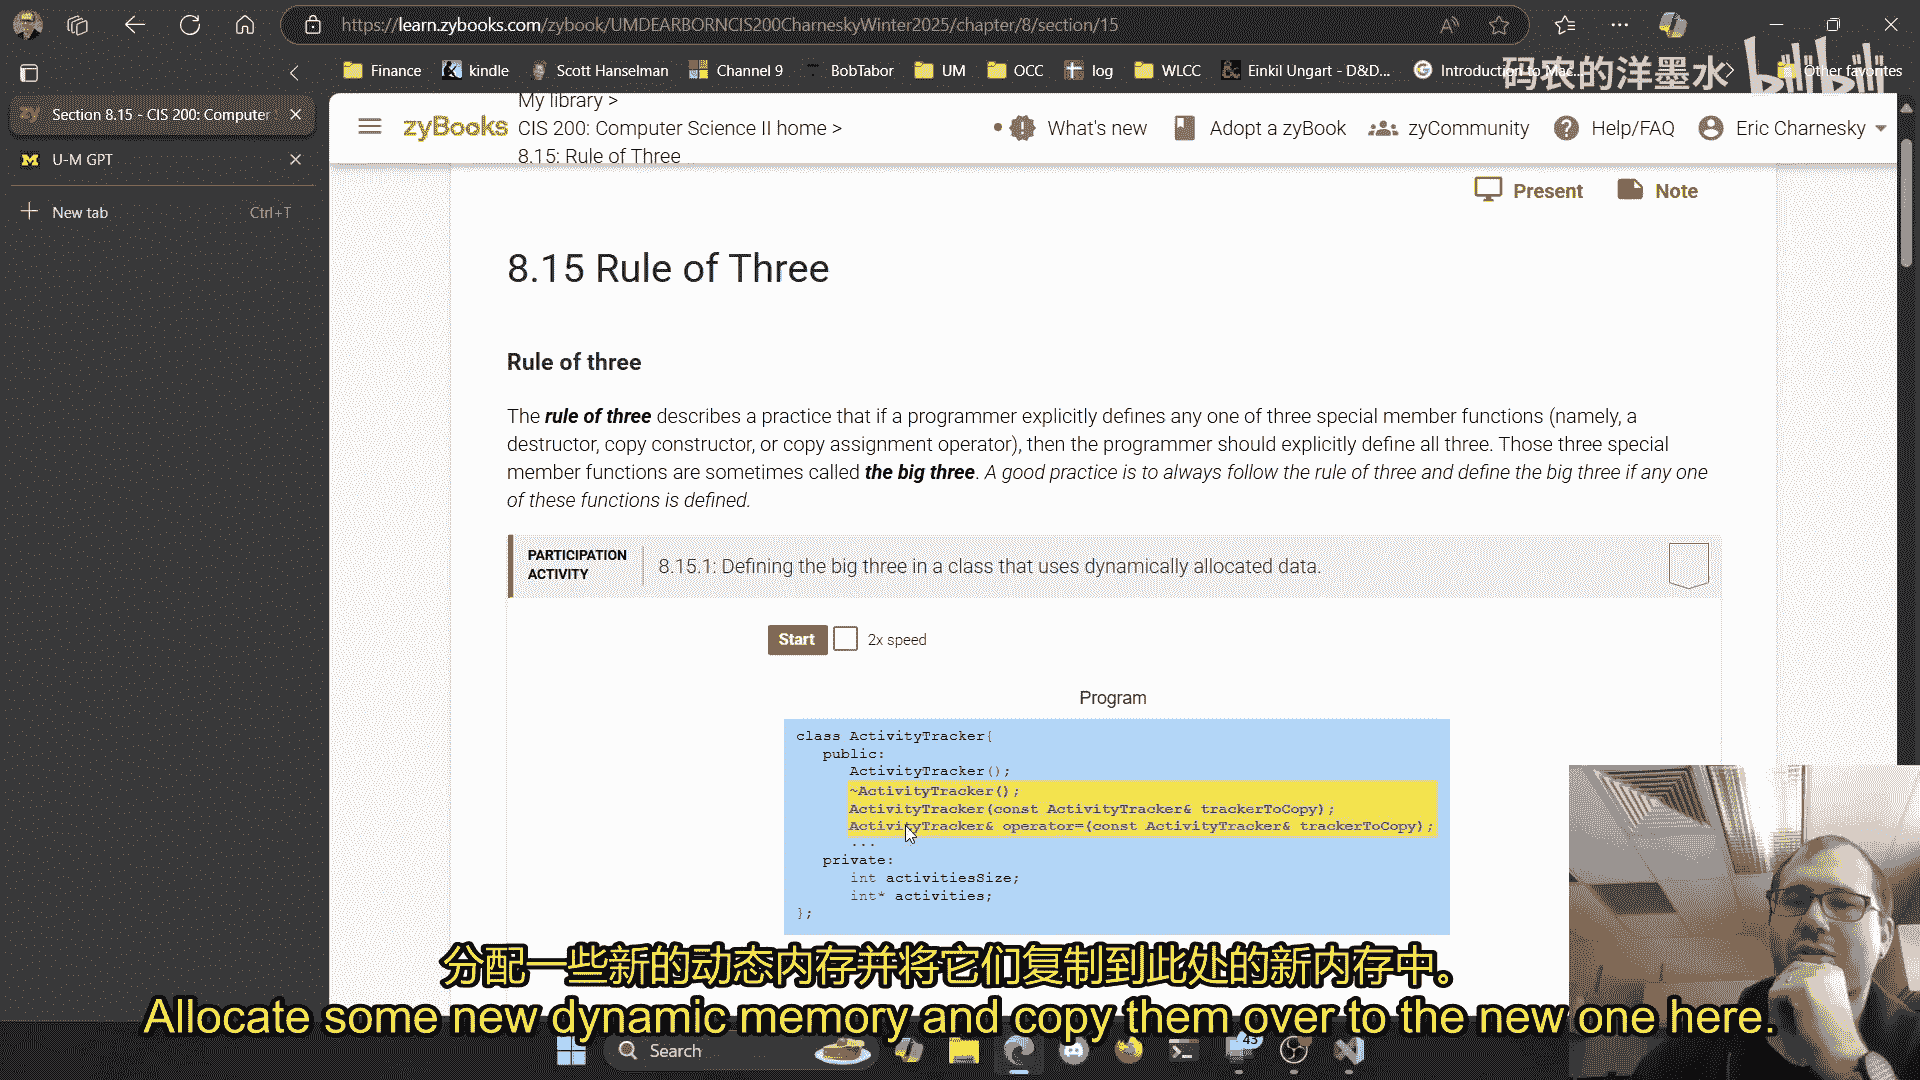 https://learn.zybooks.com/zybook/UMDEARBORNCIS200CharneskyWinter2025/chapter/8/section/15
Finance
kindle
Scott Hanselman
Channel 9
BobTabor
UM
OCC
log
WLCC
Einkil Ungart - D&D...
Introduction to Mac...
Other favorites
码农的洋墨水
bilibili
Section 8.15 - CIS 200: Computer
U-M GPT
New tab
Ctrl+T
zyBooks
My library >
CIS 200: Computer Science II home >
8.15: Rule of Three
What's new
Adopt a zyBook
zyCommunity
Help/FAQ
Eric Charnesky
Present
Note
8.15 Rule of Three
Rule of three
The rule of three describes a practice that if a programmer explicitly defines any one of three special member functions (namely, a
destructor, copy constructor, or copy assignment operator), then the programmer should explicitly define all three. Those three special
member functions are sometimes called the big three. A good practice is to always follow the rule of three and define the big three if any one
of these functions is defined.
PARTICIPATION
ACTIVITY
8.15.1: Defining the big three in a class that uses dynamically allocated data.
Start
2x speed
Program
class ActivityTracker{
public:
ActivityTracker();
~ActivityTracker();
ActivityTracker(const ActivityTracker& trackerToCopy);
ActivityTracker& operator=(const ActivityTracker& trackerToCopy);
...
private:
int activitiesSize;
int* activities;
};
分配一些新的动态内存并将它们复制到此处的新内存中。
Allocate some new dynamic memory and copy them over to the new one here.
Search
43